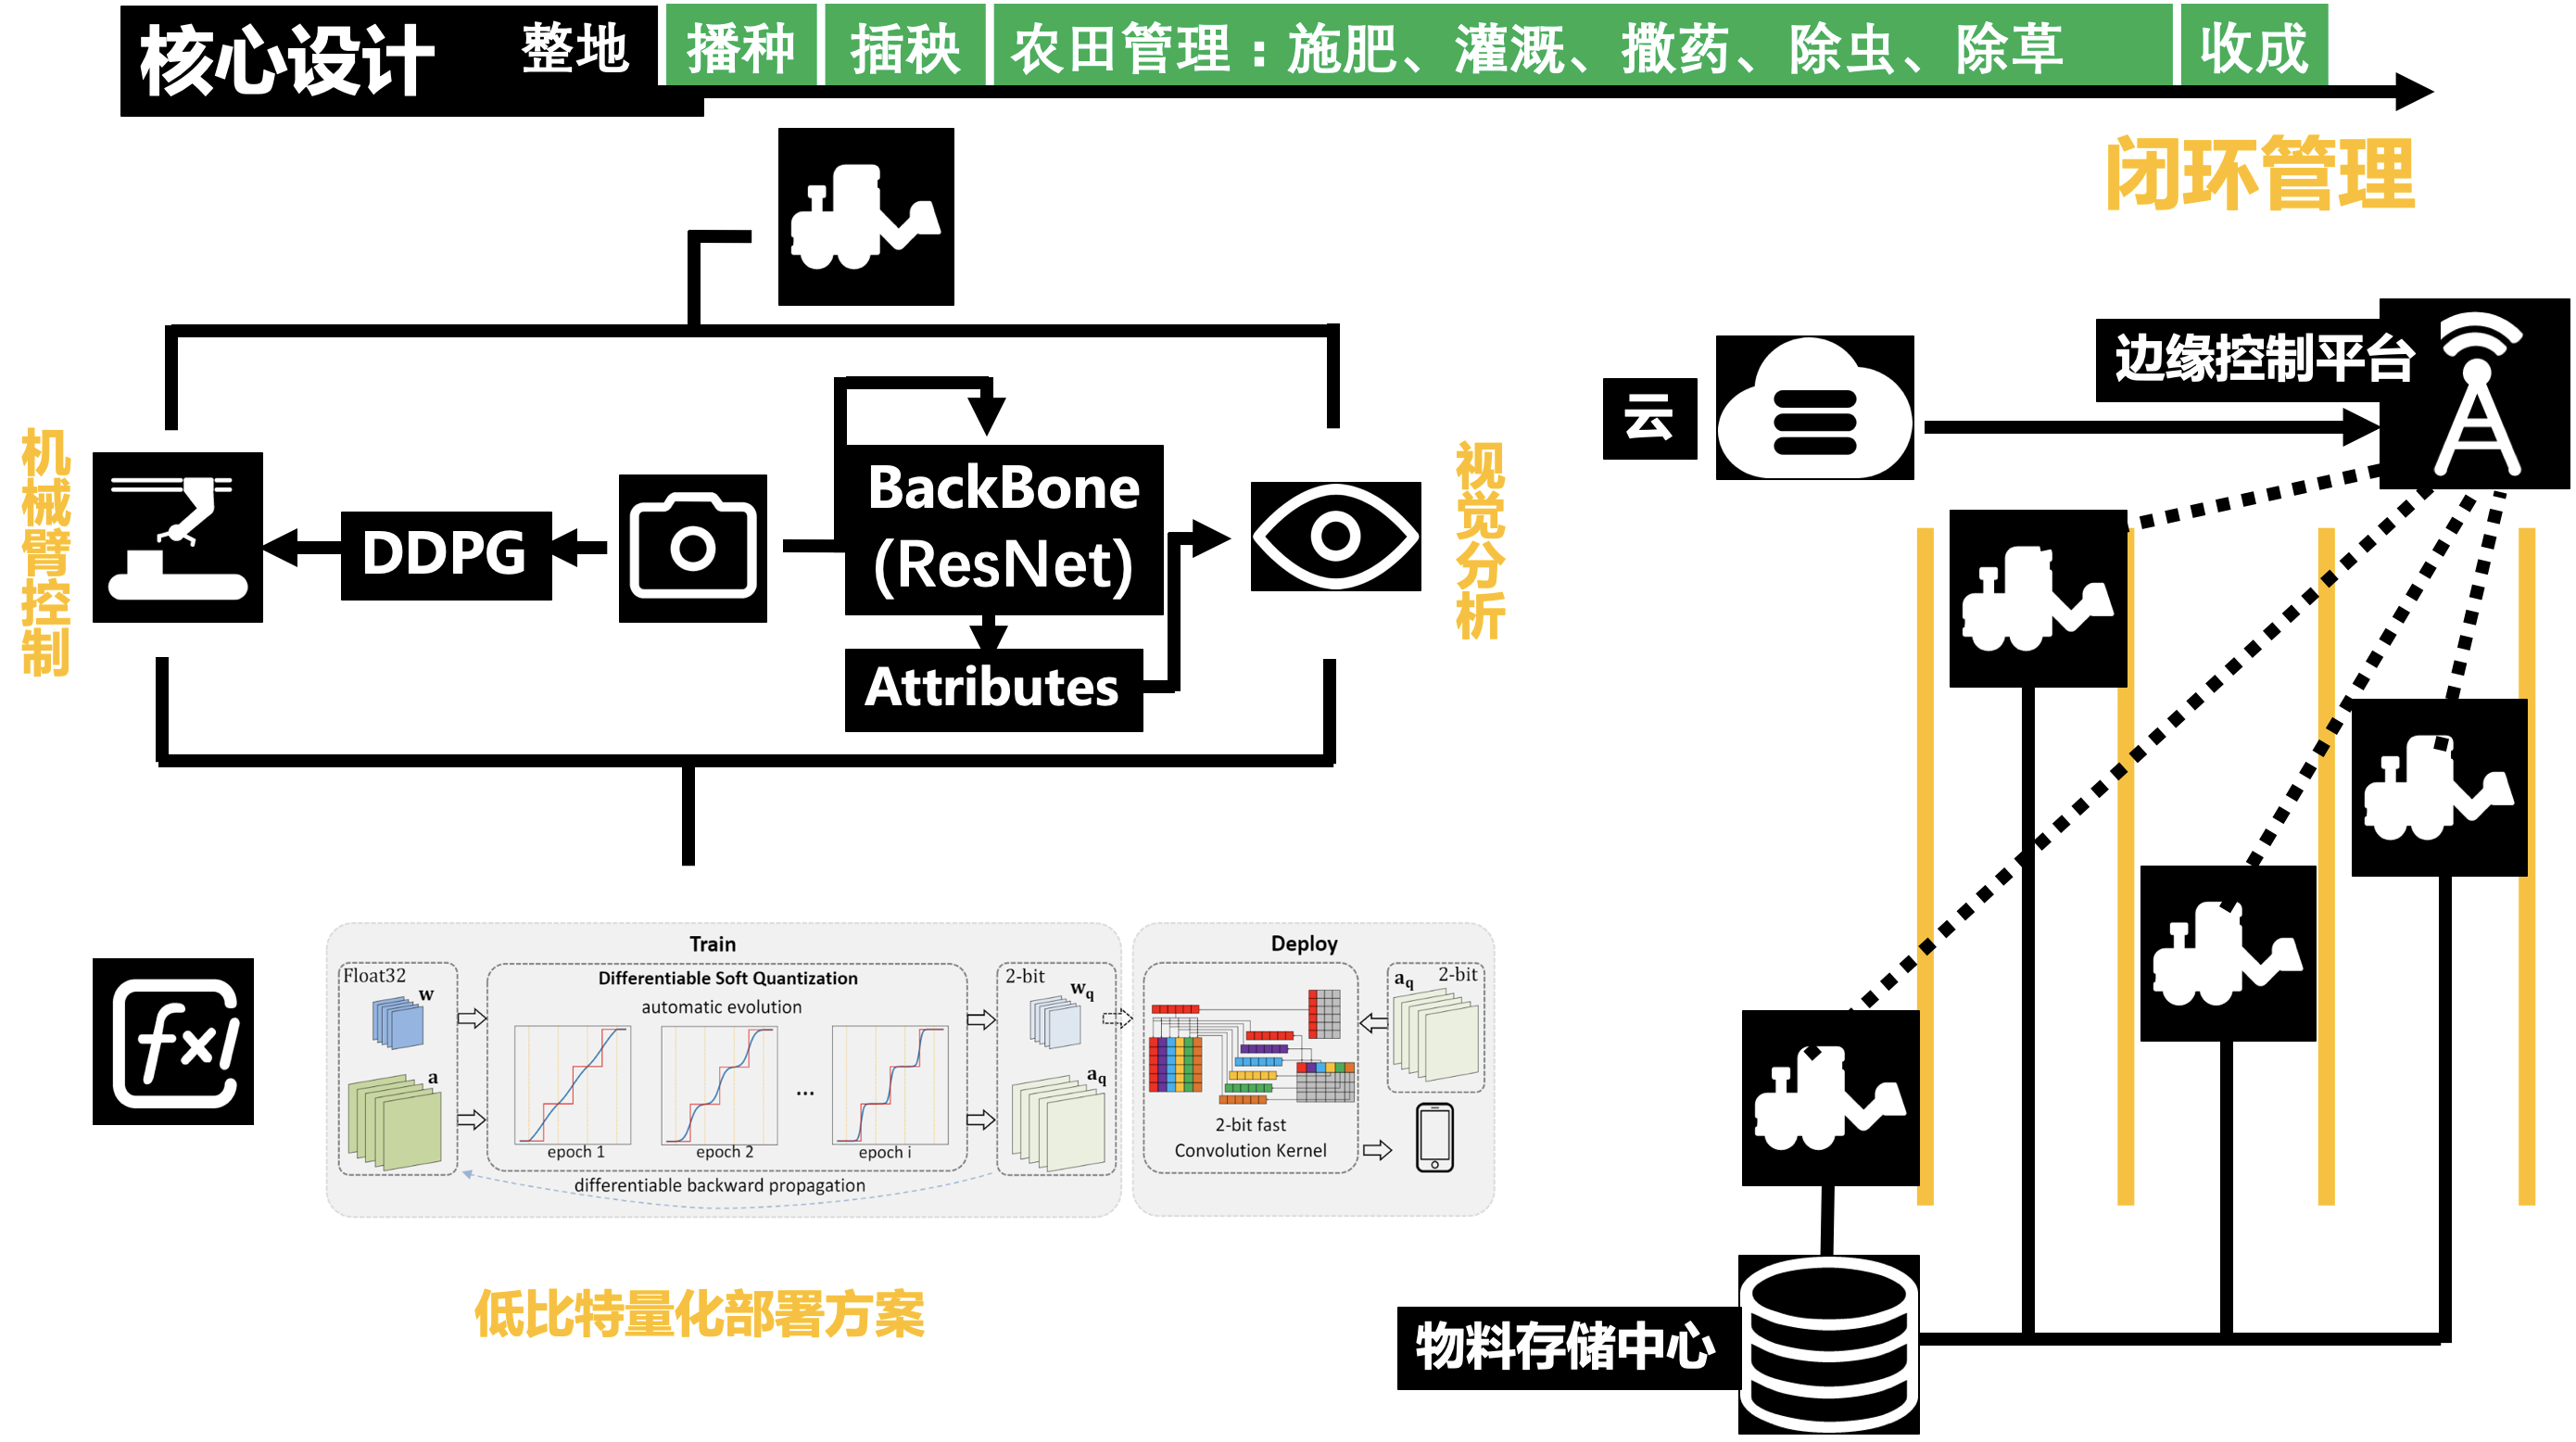 核心设计
整地
播种
插秧
农田管理：施肥、灌溉、撒药、除虫、除草
收成
闭环管理
云
边缘控制平台
机械臂控制
DDPG
BackBone
(ResNet)
Attributes
视觉分析
fx
Train
Float32
w
a
Differentiable Soft Quantization
automatic evolution
...
epoch 1
epoch 2
epoch i
differentiable backward propagation
2-bit
wq
aq
Deploy
aq
2-bit
2-bit fast
Convolution Kernel
低比特量化部署方案
物料存储中心